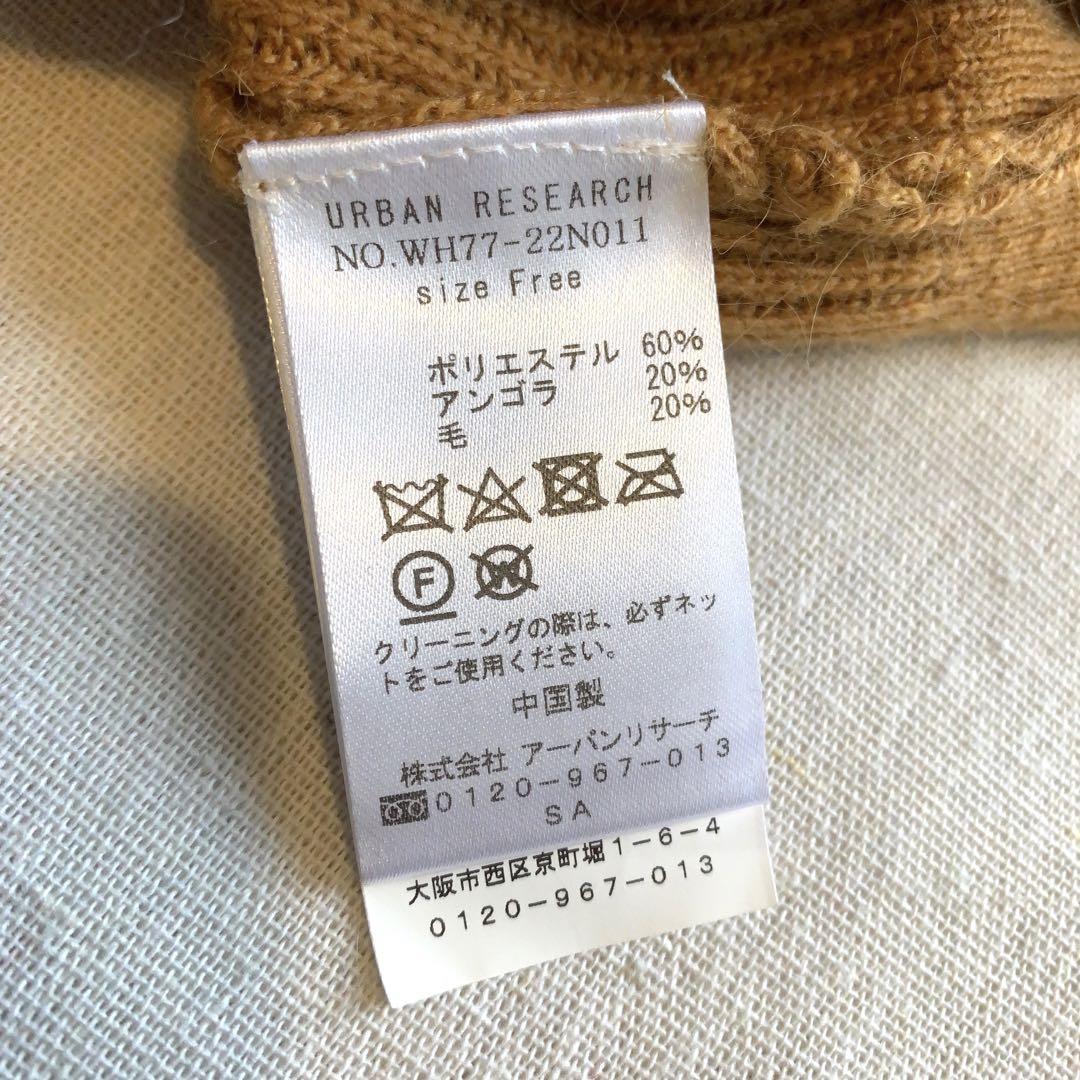 URBAN RESEARCH
NO.WH77-22N011
size Free
ポリエステル 60%
アンゴラ 20%
毛 20%
F W
クリーニングの際は、必ずネッ
トをご使用ください。
中国製
株式会社 アーバンリサーチ
0120-967-013
SA
大阪市西区京町堀1-6-4
0120-967-013